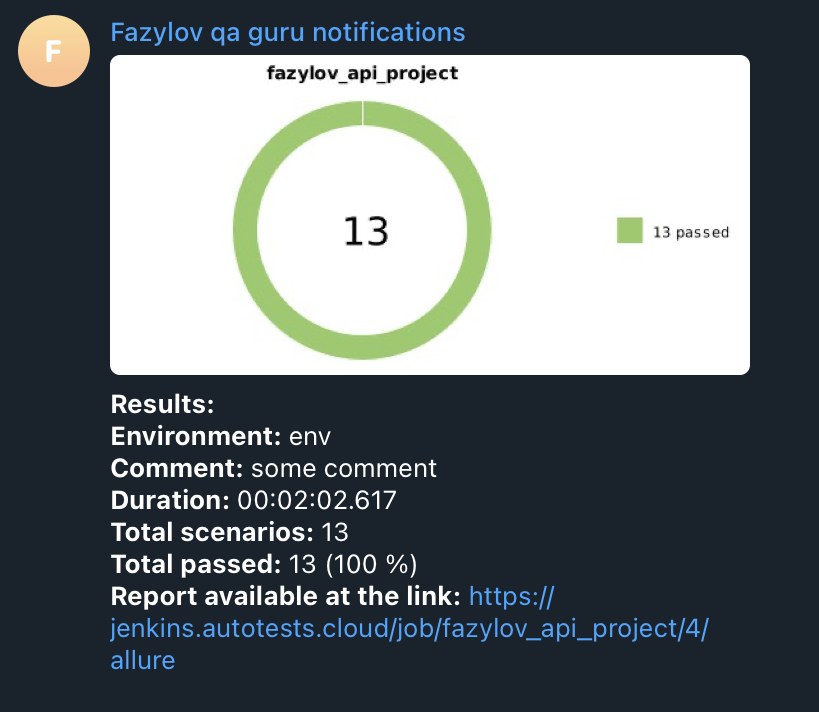 F
Fazylov qa guru notifications
fazylov_api_project
13
13 passed
Results:
Environment: env
Comment: some comment
Duration: 00:02:02.617
Total scenarios: 13
Total passed: 13 (100 %)
Report available at the link: https://
jenkins.autotests.cloud/job/fazylov_api_project/4/
allure